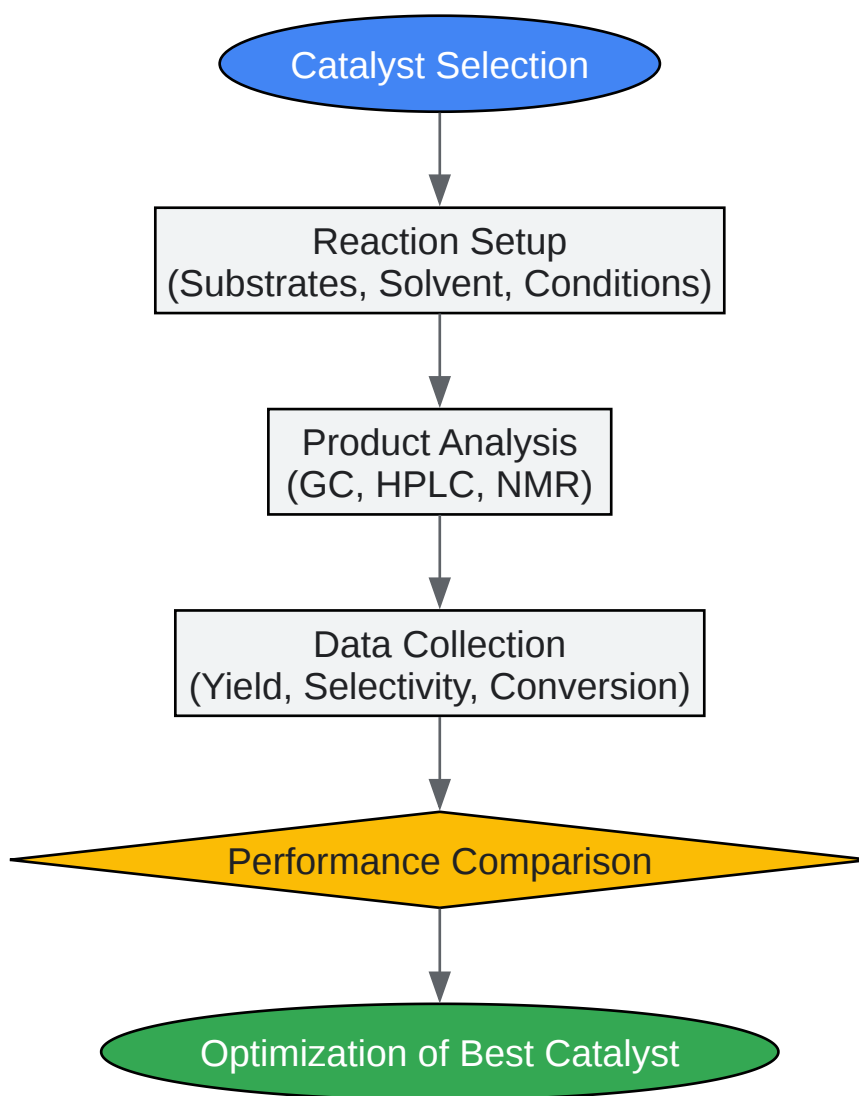 Catalyst Selection
Reaction Setup
(Substrates, Solvent, Conditions)
Product Analysis
(GC, HPLC, NMR)
Data Collection
(Yield, Selectivity, Conversion)
Performance Comparison
Optimization of Best Catalyst